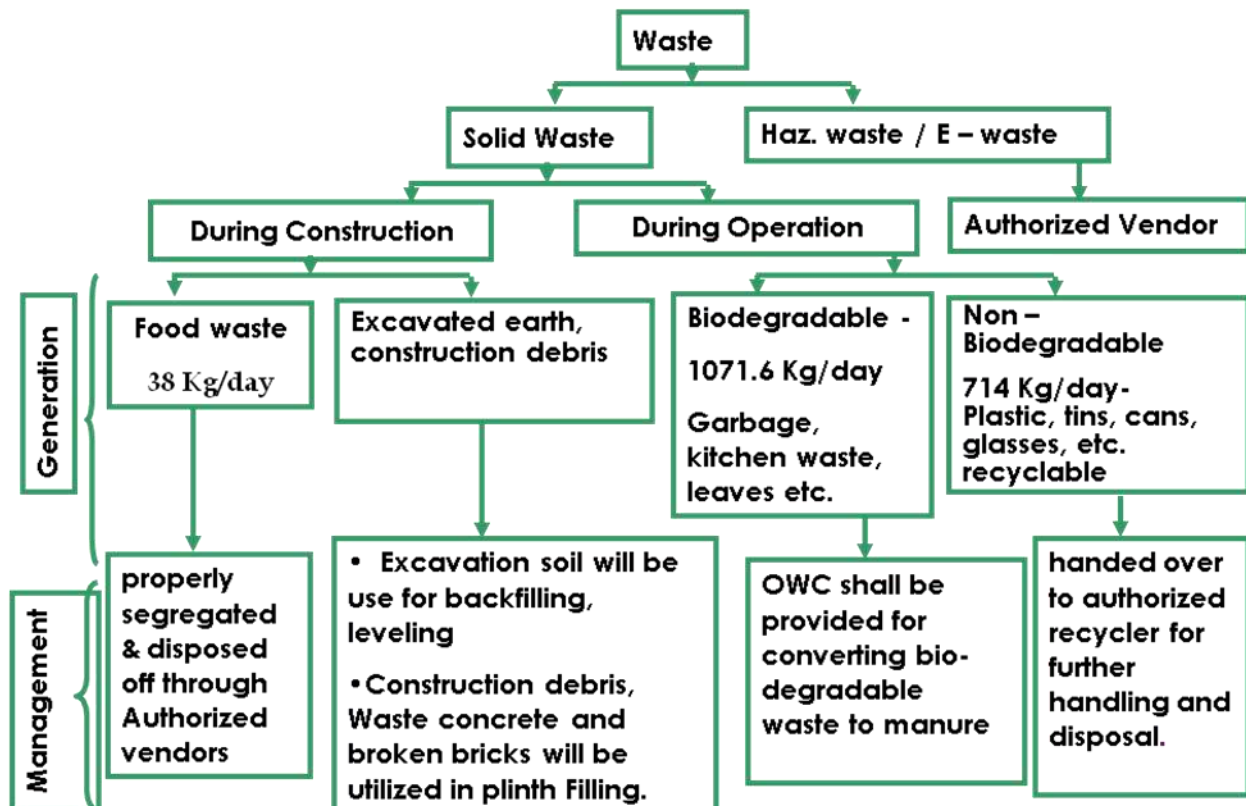 Waste
Solid Waste
Haz. waste / E – waste
During Construction
During Operation
Authorized Vendor
Generation
Food waste
38 Kg/day
Excavated earth,
construction debris
Biodegradable -
1071.6 Kg/day
Garbage,
kitchen waste,
leaves etc.
Non –
Biodegradable
714 Kg/day-
Plastic, tins, cans,
glasses, etc.
recyclable
Management
properly
segregated
& disposed
off through
Authorized
vendors
• Excavation soil will be
use for backfilling,
leveling
•Construction debris,
Waste concrete and
broken bricks will be
utilized in plinth Filling.
OWC shall be
provided for
converting bio-
degradable
waste to manure
handed over
to authorized
recycler for
further
handling and
disposal.